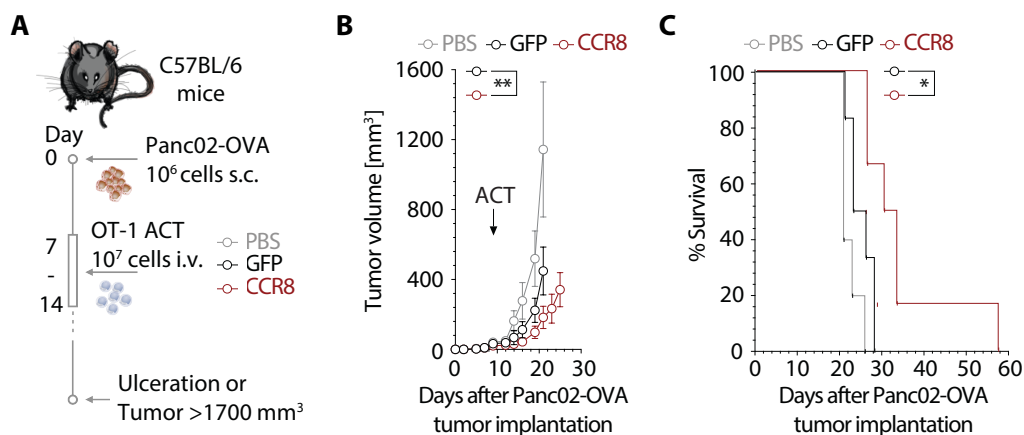 A
C57BL/6
mice
Day
0
Panc02-OVA
10⁶ cells s.c.
OT-1 ACT
10⁷ cells i.v.
7
-
14
PBS
GFP
CCR8
Ulceration or
Tumor >1700 mm³
B
PBS GFP CCR8
Tumor volume [mm³]
1600
1200
800
400
0
**
ACT
0 10 20 30
Days after Panc02-OVA
tumor implantation
C
PBS GFP CCR8
% Survival
100
80
60
40
20
0
*
0 10 20 30 40 50 60
Days after Panc02-OVA
tumor implantation